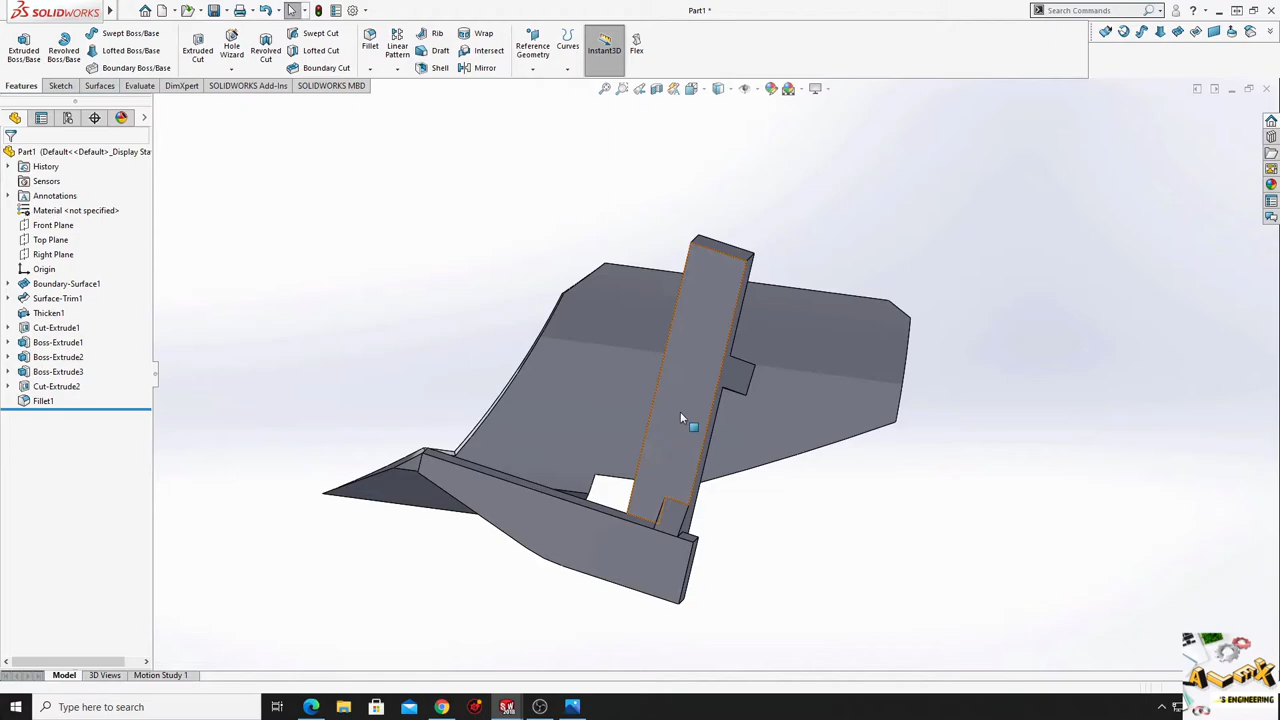 SOLIDWORKS
Part1 *
Search Commands
Extruded Boss/Base
Revolved Boss/Base
Swept Boss/Base
Lofted Boss/Base
Boundary Boss/Base
Extruded Cut
Hole Wizard
Revolved Cut
Swept Cut
Lofted Cut
Boundary Cut
Fillet
Linear Pattern
Rib
Draft
Shell
Wrap
Intersect
Mirror
Reference Geometry
Curves
Instant3D
Flex
Features
Sketch
Surfaces
Evaluate
DimXpert
SOLIDWORKS Add-Ins
SOLIDWORKS MBD
Part1 (Default<<Default>_Display Sta
History
Sensors
Annotations
Material <not specified>
Front Plane
Top Plane
Right Plane
Origin
Boundary-Surface1
Surface-Trim1
Thicken1
Cut-Extrude1
Boss-Extrude1
Boss-Extrude2
Boss-Extrude3
Cut-Extrude2
Fillet1
Model
3D Views
Motion Study 1
Type here to search
'S ENGINEERING